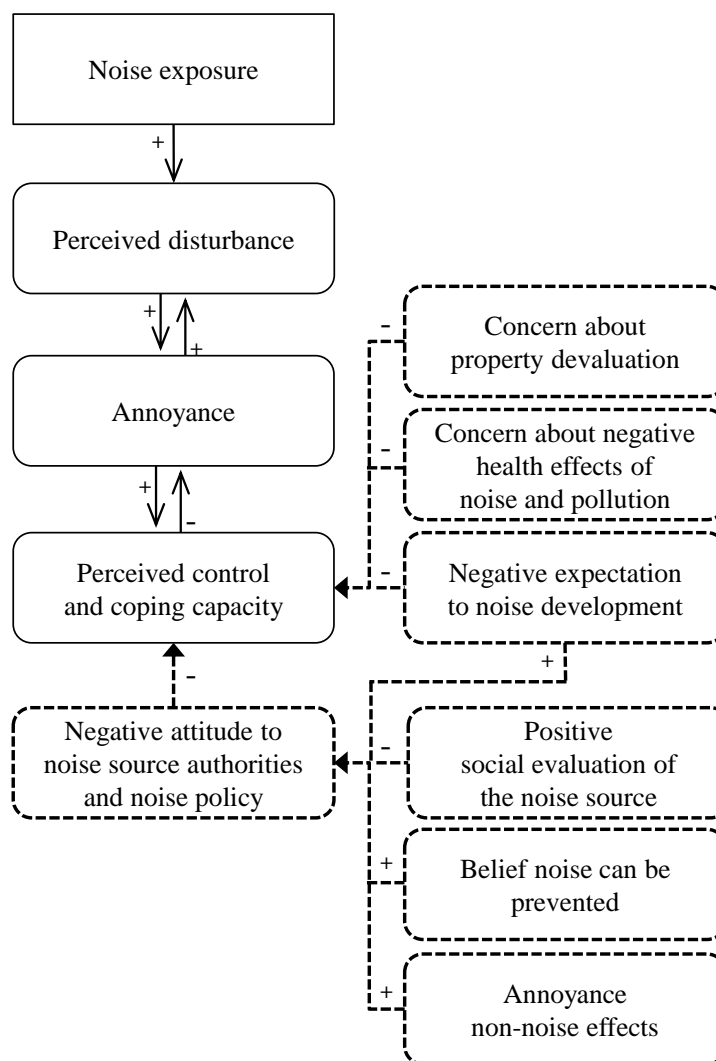 Noise exposure
+
Perceived disturbance
+
+
Annoyance
+
-
Perceived control
and coping capacity
-
Negative attitude to
noise source authorities
and noise policy
-
Concern about
property devaluation
-
Concern about negative
health effects of
noise and pollution
-
Negative expectation
to noise development
+
-
Positive
social evaluation of
the noise source
+
Belief noise can be
prevented
+
Annoyance
non-noise effects